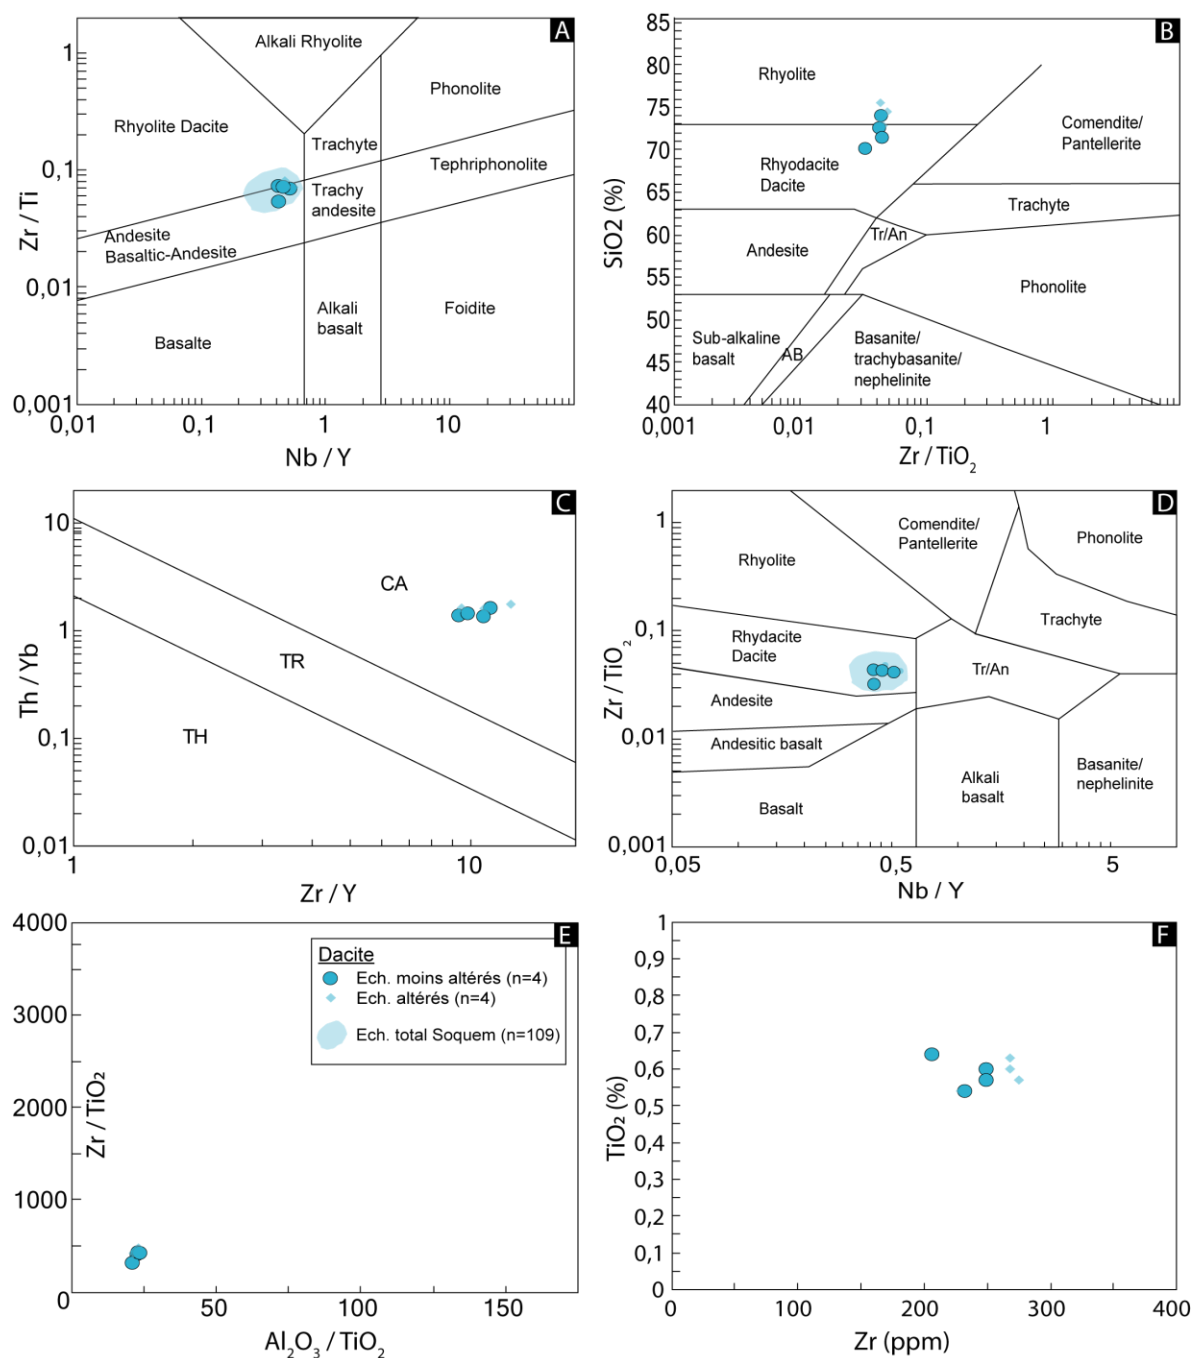 A
1
0,1
0,01
0,001
Zr / Ti
Alkali Rhyolite
Phonolite
Rhyolite Dacite
Trachyte
Tephriphonolite
Trachy
andesite
Andesite
Basaltic-Andesite
Alkali
basalt
Foidite
Basalte
0,01
0,1
1
10
Nb / Y
B
85
80
75
70
65
60
55
50
45
40
SiO2 (%)
Rhyolite
Comendite/
Pantellerite
Rhyodacite
Dacite
Trachyte
Tr/An
Andesite
Phonolite
Sub-alkaline
basalt
AB
Basanite/
trachybasanite/
nephelinite
0,001
0,01
0,1
1
Zr / TiO2
C
10
1
0,1
0,01
Th / Yb
CA
TR
TH
1
10
Zr / Y
D
1
0,1
0,01
0,001
Zr / TiO2
Comendite/
Pantellerite
Phonolite
Rhyolite
Trachyte
Rhydacite
Dacite
Tr/An
Andesite
Andesitic basalt
Alkali
basalt
Basanite/
nephelinite
Basalt
0,05
0,5
5
Nb / Y
E
4000
3000
2000
1000
0
Zr / TiO2
Dacite
Ech. moins altérés (n=4)
Ech. altérés (n=4)
Ech. total Soquem (n=109)
50
100
150
Al2O3 / TiO2
F
1
0,9
0,8
0,7
0,6
0,5
0,4
0,3
0,2
0,1
0
TiO2 (%)
0
100
200
300
400
Zr (ppm)